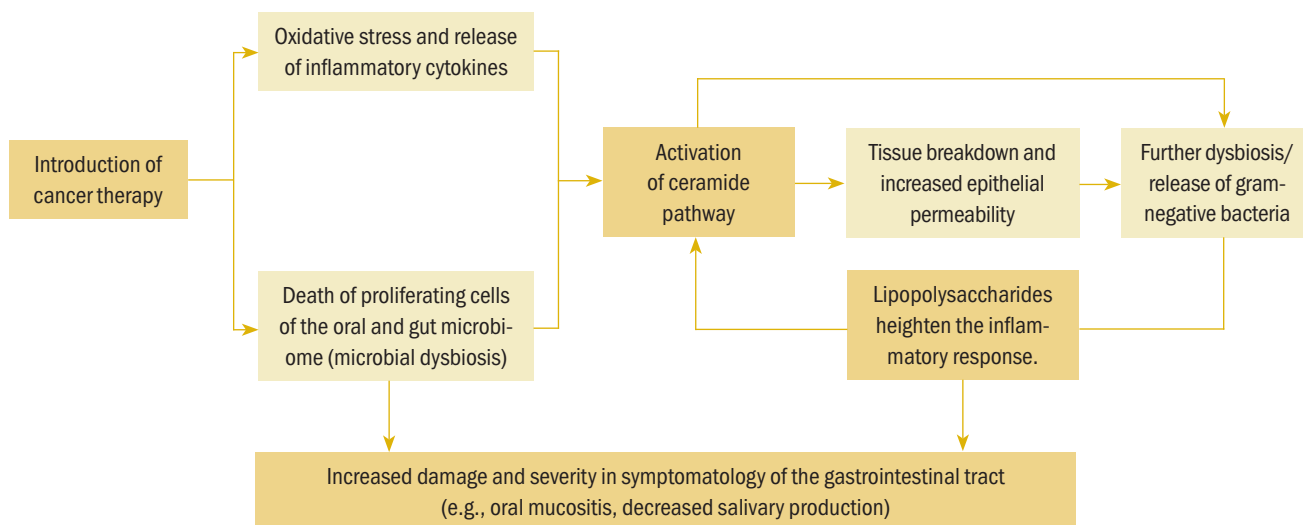 Oxidative stress and release
of inflammatory cytokines
Introduction of
cancer therapy
Death of proliferating cells
of the oral and gut microbi-
ome (microbial dysbiosis)
Activation
of ceramide
pathway
Tissue breakdown and
increased epithelial
permeability
Further dysbiosis/
release of gram-
negative bacteria
Lipopolysaccharides
heighten the inflam-
matory response.
Increased damage and severity in symptomatology of the gastrointestinal tract
(e.g., oral mucositis, decreased salivary production)